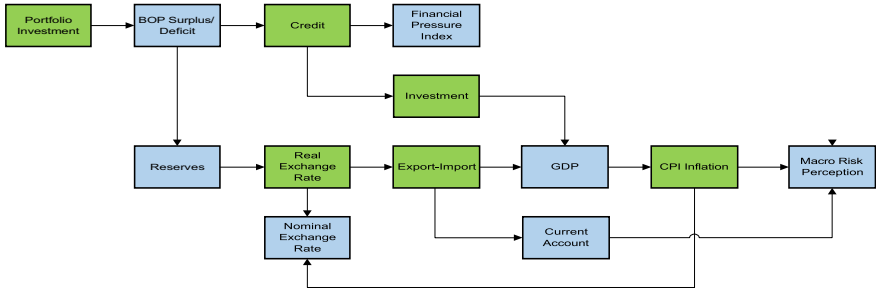 Portfolio
Investment
BOP Surplus/
Deficit
Credit
Financial
Pressure
Index
Investment
Reserves
Real
Exchange
Rate
Export-Import
GDP
CPI Inflation
Macro Risk
Perception
Nominal
Exchange
Rate
Current
Account